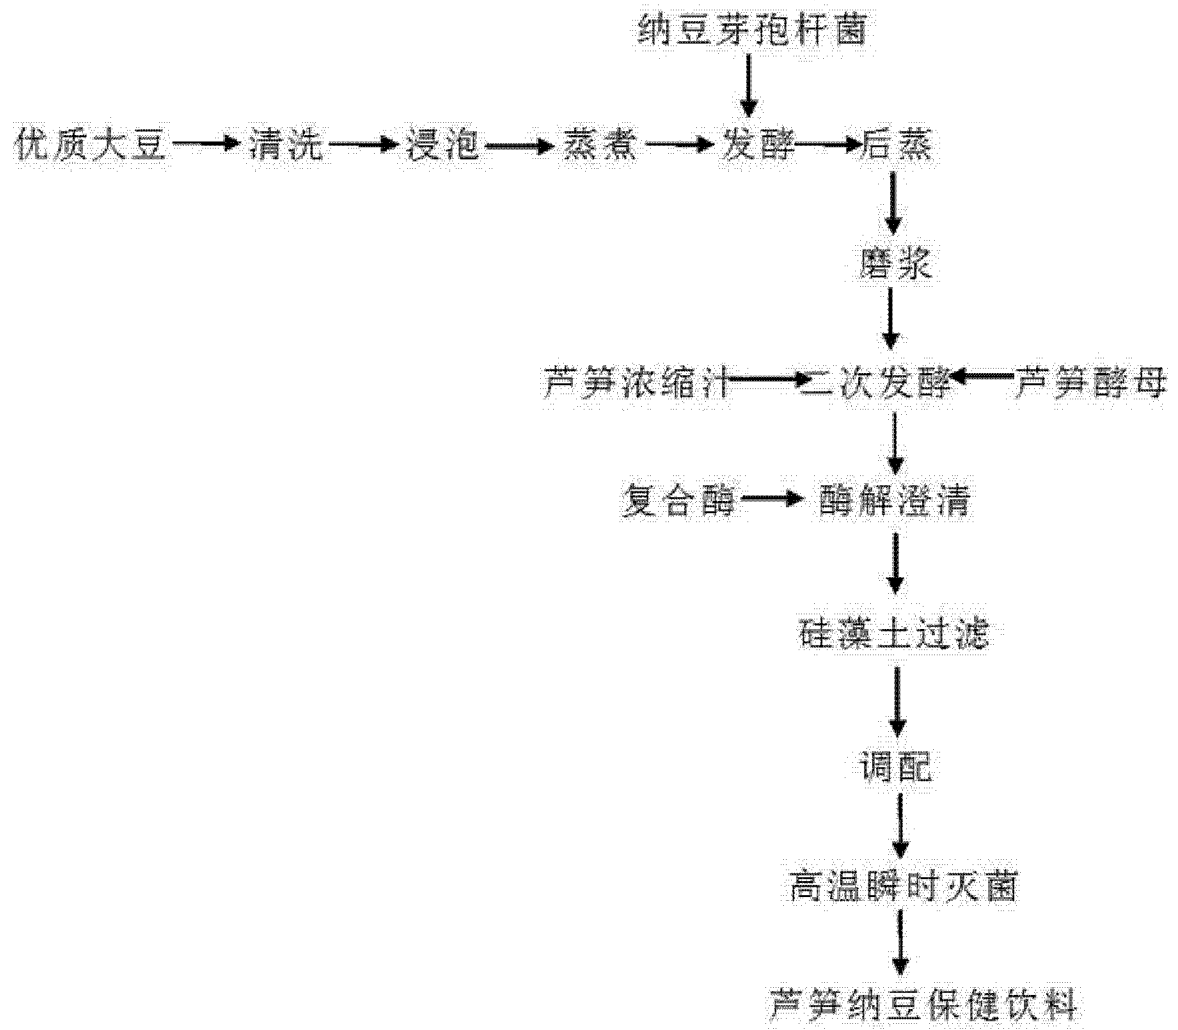 纳豆芽孢杆菌
优质大豆 清洗 浸泡 蒸煮 发酵 后蒸
磨浆
芦笋浓缩汁 二次发酵 芦笋酵母
复合酶 酶解澄清
硅藻土过滤
调配
高温瞬时灭菌
芦笋纳豆保健饮料